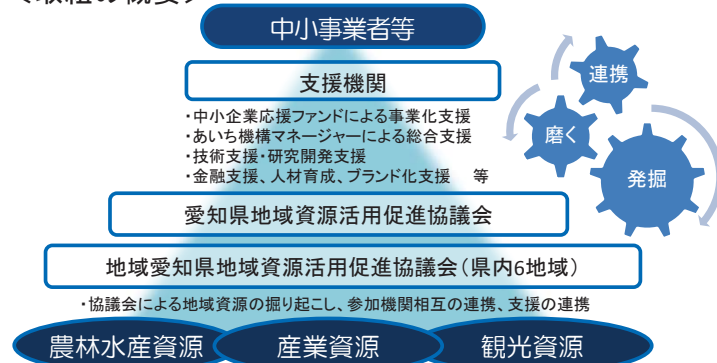 中小事業者等
支援機関
・中小企業応援ファンドによる事業化支援
・あいち機構マネージャーによる総合支援
・技術支援・研究開発支援
・金融支援、人材育成、ブランド化支援　等
愛知県地域資源活用促進協議会
地域愛知県地域資源活用促進協議会（県内6地域）
・協議会による地域資源の掘り起こし、参加機関相互の連携、支援の連携
農林水産資源
産業資源
観光資源
連携
磨く
発掘